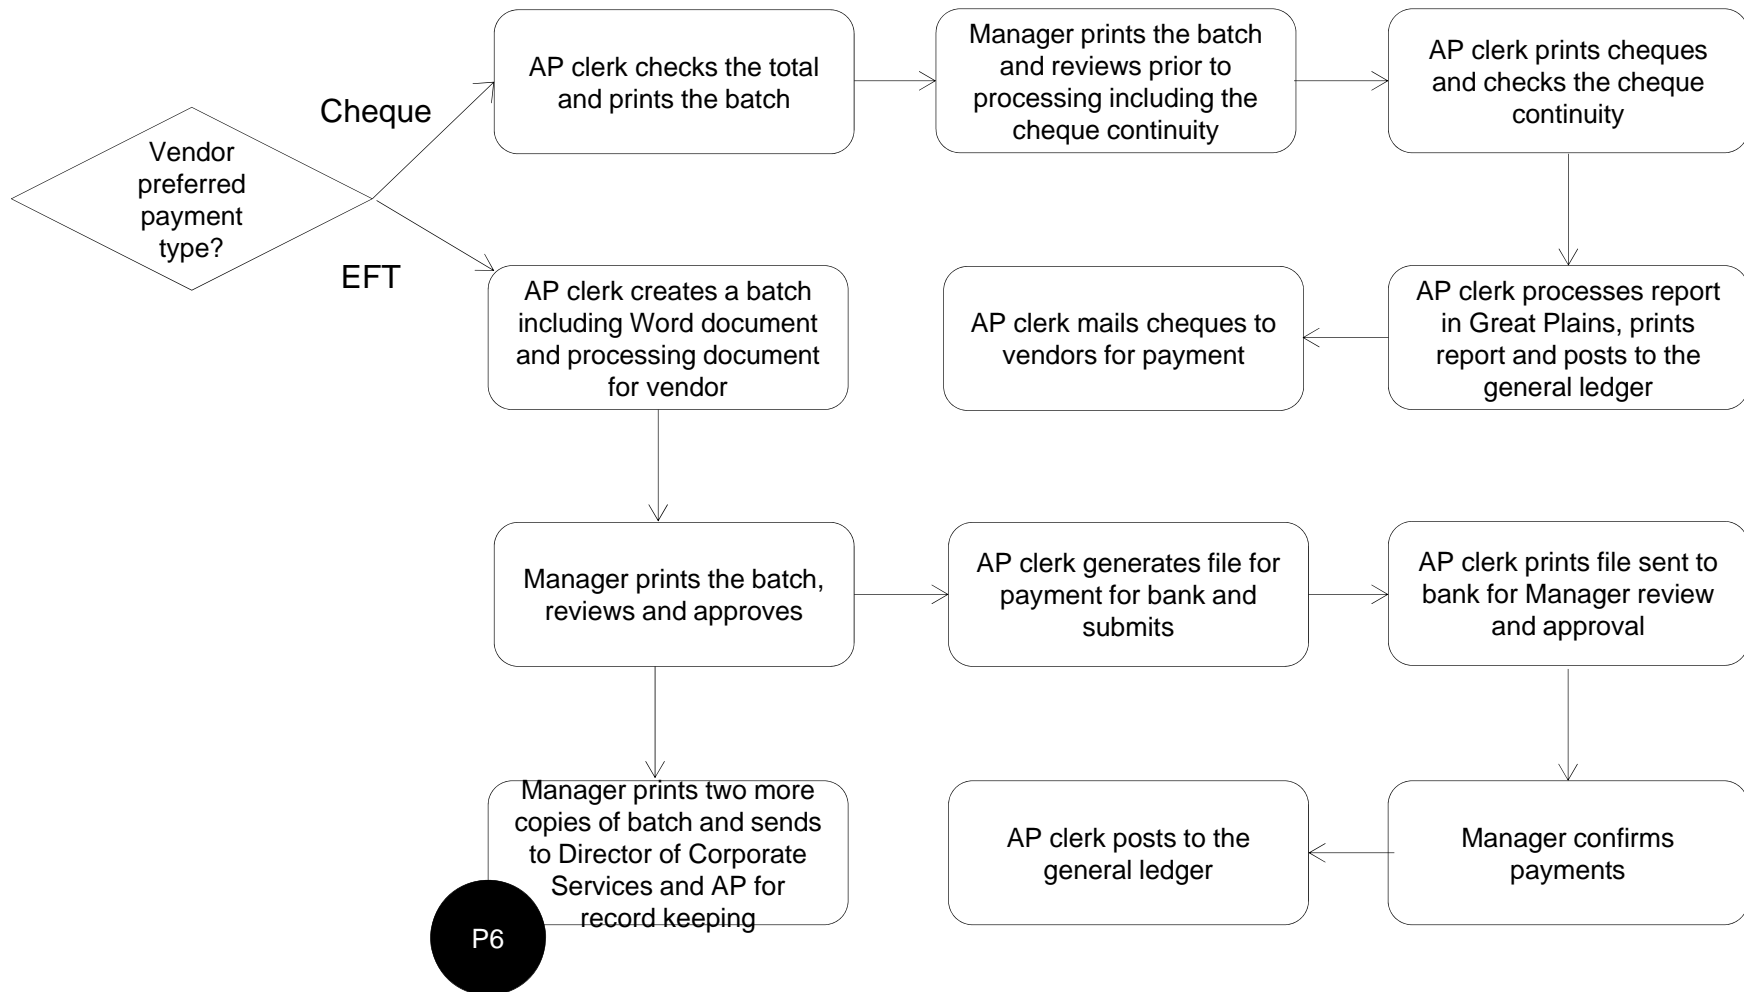 Vendor
preferred
payment
type?
Cheque
EFT
AP clerk checks the total
and prints the batch
Manager prints the batch
and reviews prior to
processing including the
cheque continuity
AP clerk prints cheques
and checks the cheque
continuity
AP clerk creates a batch
including Word document
and processing document
for vendor
AP clerk mails cheques to
vendors for payment
AP clerk processes report
in Great Plains, prints
report and posts to the
general ledger
Manager prints the batch,
reviews and approves
AP clerk generates file for
payment for bank and
submits
AP clerk prints file sent to
bank for Manager review
and approval
Manager prints two more
copies of batch and sends
to Director of Corporate
Services and AP for
record keeping
AP clerk posts to the
general ledger
Manager confirms
payments
P6